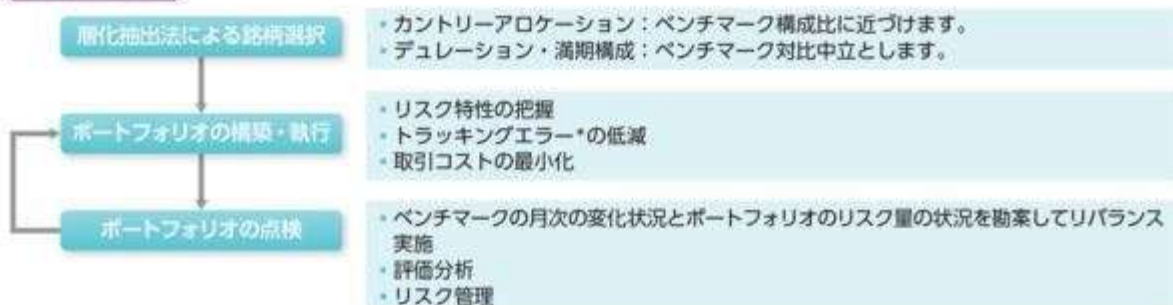 層化抽出法による銘柄選択
・カントリーアロケーション：ベンチマーク構成比に近づけます。
・デュレーション・満期構成：ベンチマーク対比中立とします。
ポートフォリオの構築・執行
・リスク特性の把握
・トラッキングエラー*の低減
・取引コストの最小化
ポートフォリオの点検
・ベンチマークの月次の変化状況とポートフォリオのリスク量の状況を勘案してリバランス
実施
・評価分析
・リスク管理